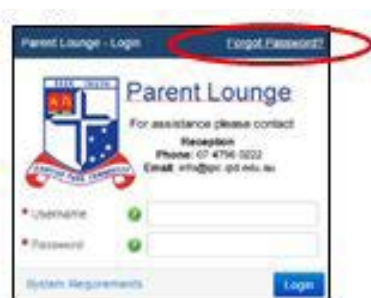 Parent Lounge - Login Forgot Password?
Parent Lounge
For assistance please contact
Reception
Phone: 07 4796 0222
Email:
* Username
* Password
System Requirements Login